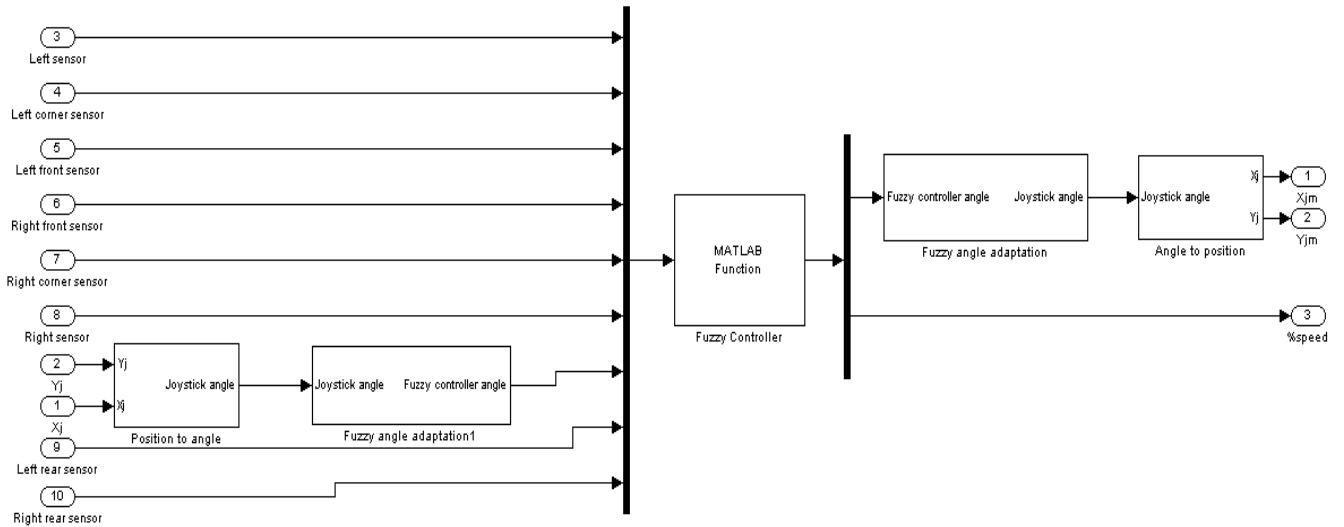 3
Left sensor
4
Left corner sensor
5
Left front sensor
6
Right front sensor
7
Right corner sensor
8
Right sensor
2
Yj
1
Xj
Yj
Xj
Joystick angle
Position to angle
Joystick angle
Fuzzy controller angle
Fuzzy angle adaptation1
9
Left rear sensor
10
Right rear sensor
MATLAB
Function
Fuzzy Controller
Fuzzy controller angle
Joystick angle
Fuzzy angle adaptation
Joystick angle
Xj
Yj
Angle to position
1
Xjm
2
Yjm
3
%speed